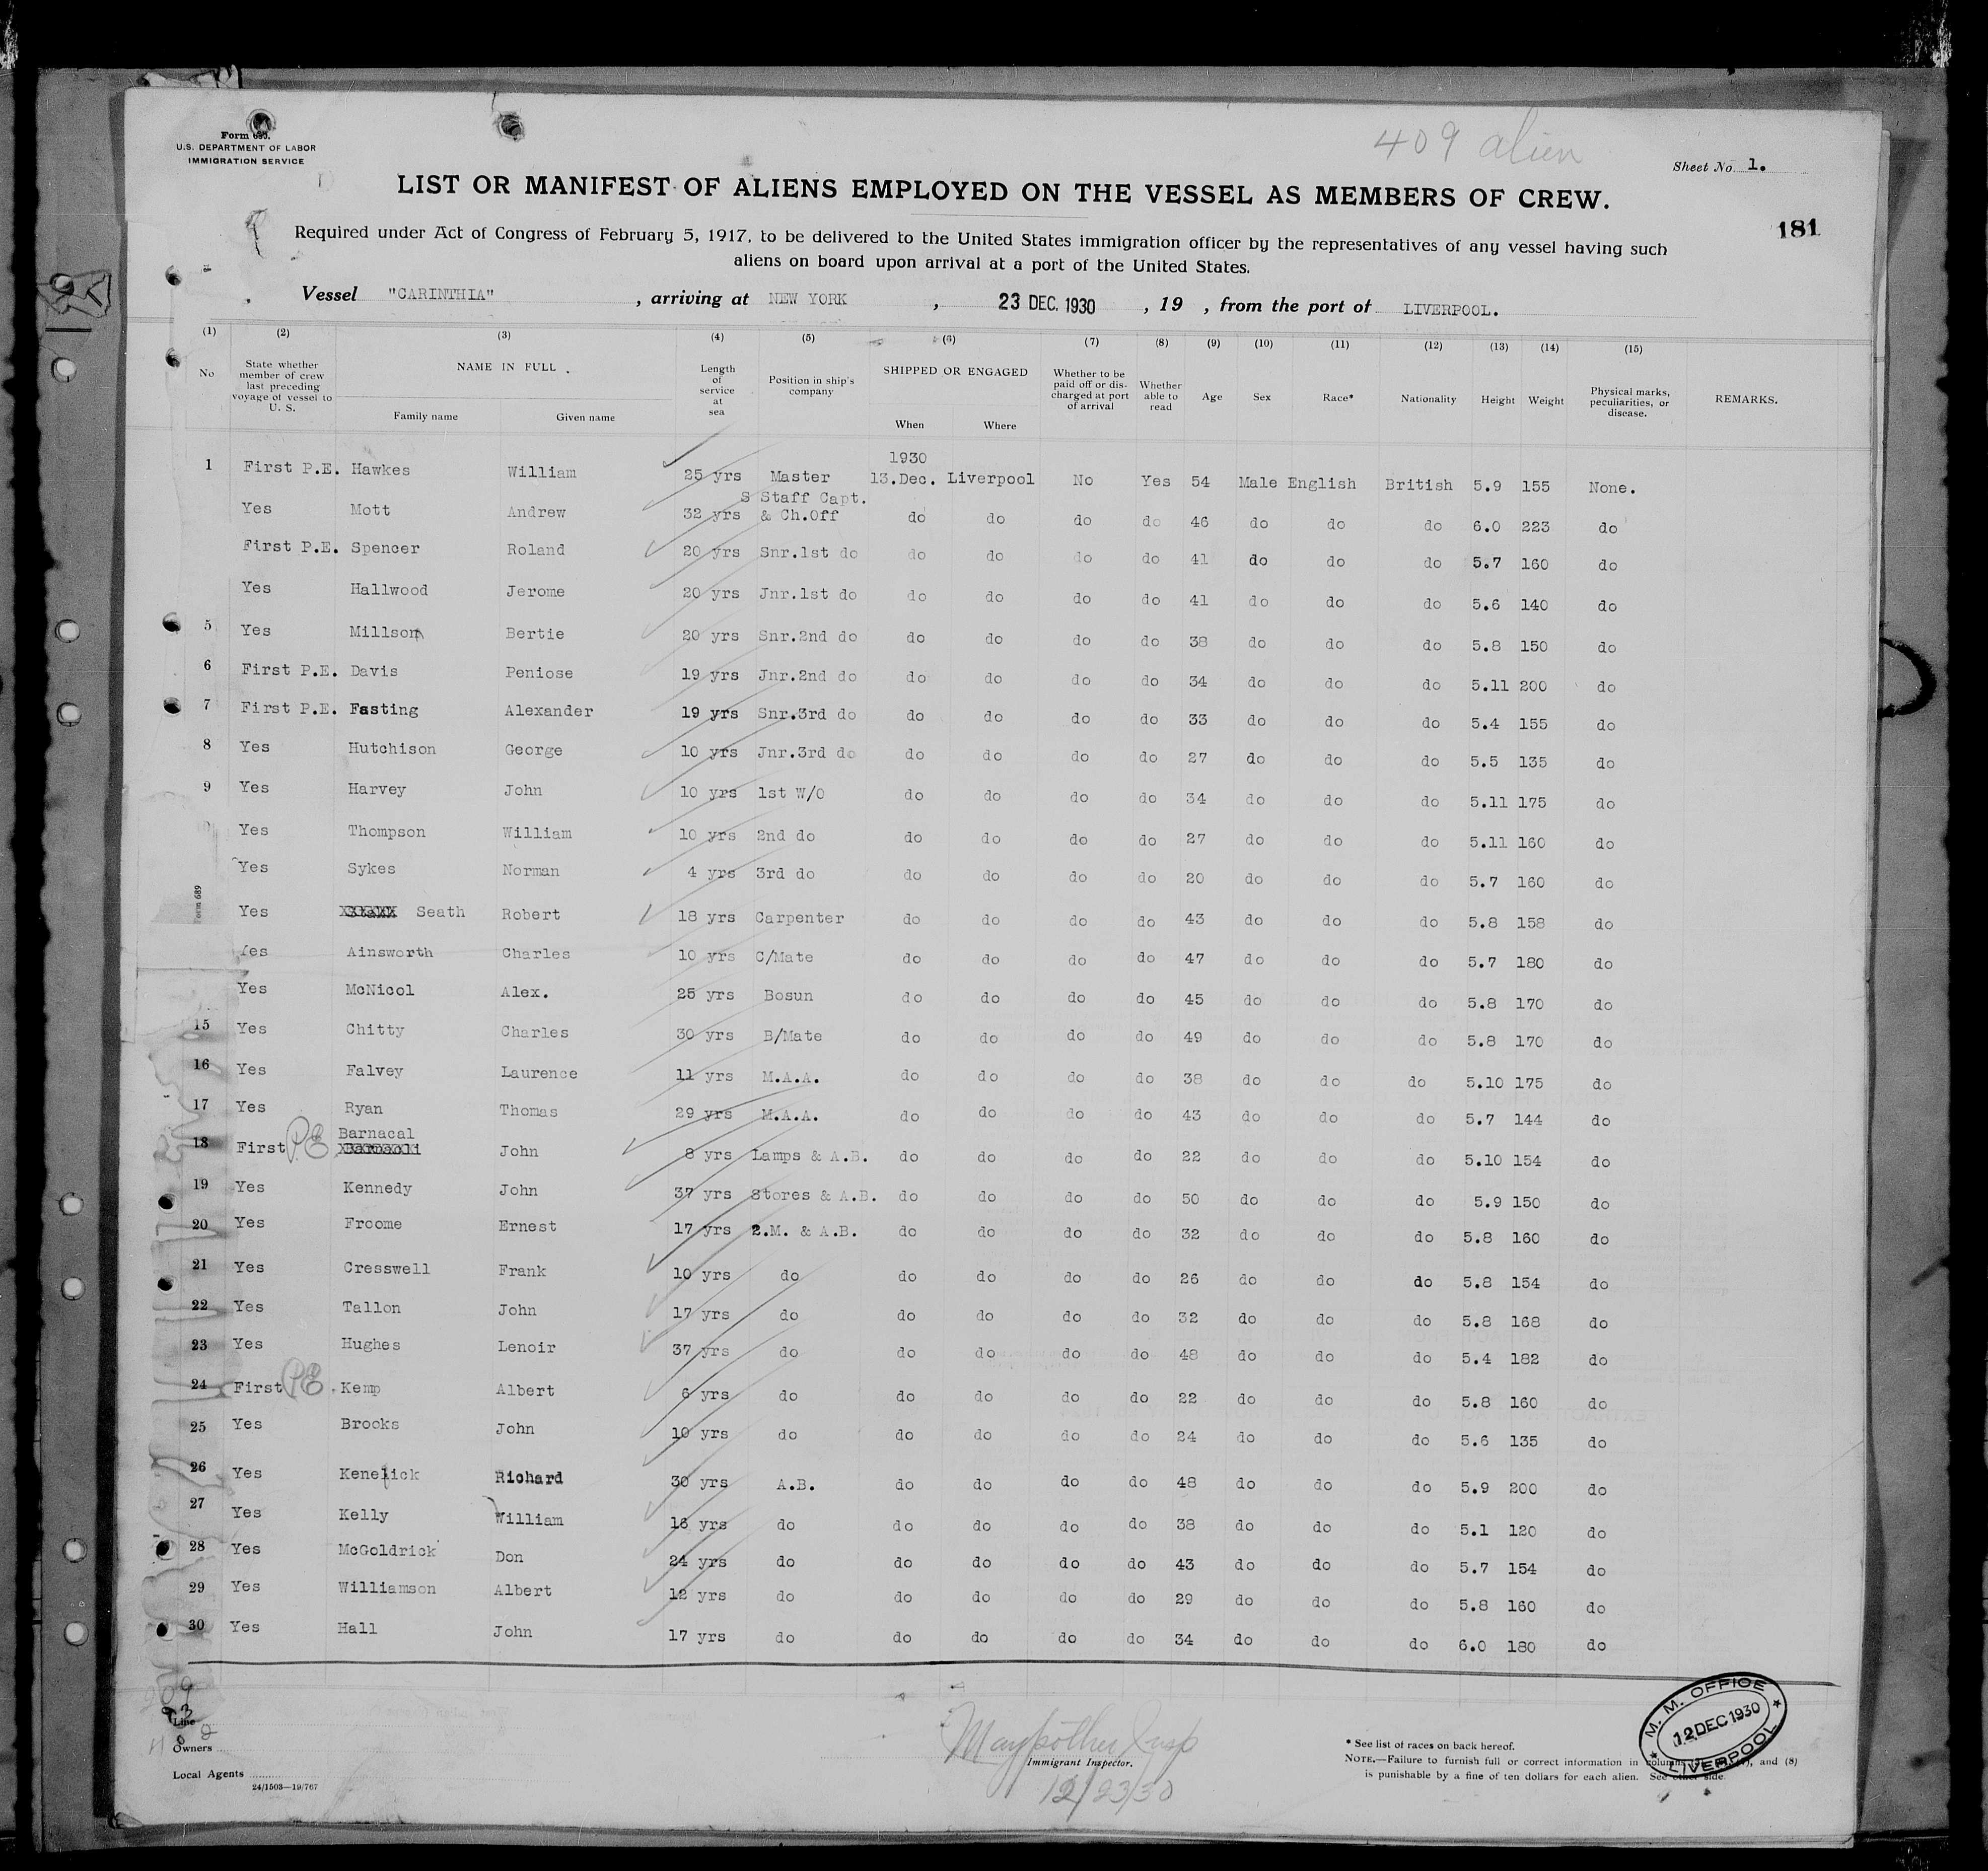 409 alien
Form 689.
U.S. DEPARTMENT OF LABOR
IMMIGRATION SERVICE
Sheet No. 1.
LIST OR MANIFEST OF ALIENS EMPLOYED ON THE VESSEL AS MEMBERS OF CREW.
181
Required under Act of Congress of February 5, 1917, to be delivered to the United States immigration officer by the representatives of any vessel having such
aliens on board upon arrival at a port of the United States.
Vessel "CARINTHIA" , arriving at NEW YORK , 23 DEC. 1930 , 19 , from the port of LIVERPOOL.
(1) (2) (3) (4) (5) (6) (7) (8) (9) (10) (11) (12) (13) (14) (15)
No State whether member of crew last preceding voyage of vessel to U. S. NAME IN FULL . Family name Given name Length of service at sea Position in ship's company SHIPPED OR ENGAGED When Where Whether to be paid off or discharged at port of arrival Whether able to read Age Sex Race* Nationality Height Weight Physical marks, peculiarities, or disease. REMARKS.
1930
1 First P.E. Hawkes William 25 yrs Master 13.Dec. Liverpool No Yes 54 Male English British 5.9 155 None.
S Staff Capt.
Yes Mott Andrew 32 yrs & Ch.Off do do do do 46 do do do 6.0 223 do
First P.E. Spencer Roland 20 yrs Snr.1st do do do do do 41 do do do 5.7 160 do
Yes Hallwood Jerome 20 yrs Jnr.1st do do do do do 41 do do do 5.6 140 do
5 Yes Millson Bertie 20 yrs Snr.2nd do do do do do 38 do do do 5.8 150 do
6 First P.E. Davis Peniose 19 yrs Jnr.2nd do do do do do 34 do do do 5.11 200 do
7 First P.E. Fasting Alexander 19 yrs Snr.3rd do do do do do 33 do do do 5.4 155 do
8 Yes Hutchison George 10 yrs Jnr.3rd do do do do do 27 do do do 5.5 135 do
9 Yes Harvey John 10 yrs 1st W/O do do do do 34 do do do 5.11 175 do
Yes Thompson William 10 yrs 2nd do do do do do 27 do do do 5.11 160 do
Yes Sykes Norman 4 yrs 3rd do do do do do 20 do do do 5.7 160 do
Form 689
Yes Seath Robert 18 yrs Carpenter do do do do 43 do do do 5.8 158 do
Yes Ainsworth Charles 10 yrs C/Mate do do do do 47 do do do 5.7 180 do
Yes McNicol Alex. 25 yrs Bosun do do do do 45 do do do 5.8 170 do
15 Yes Chitty Charles 30 yrs B/Mate do do do do 49 do do do 5.8 170 do
16 Yes Falvey Laurence 11 yrs M.A.A. do do do do 38 do do do 5.10 175 do
17 Yes Ryan Thomas 29 yrs M.A.A. do do do do 43 do do do 5.7 144 do
Barnacal
18 First PE John 8 yrs Lamps & A.B. do do do do 22 do do do 5.10 154 do
19 Yes Kennedy John 37 yrs Stores & A.B. do do do do 50 do do do 5.9 150 do
20 Yes Froome Ernest 17 yrs 2.M. & A.B. do do do do 32 do do do 5.8 160 do
21 Yes Cresswell Frank 10 yrs do do do do do 26 do do do 5.8 154 do
22 Yes Tallon John 17 yrs do do do do do 32 do do do 5.8 168 do
23 Yes Hughes Lenoir 37 yrs do do do do do 48 do do do 5.4 182 do
24 First PE. Kemp Albert 6 yrs do do do do do 22 do do do 5.8 160 do
25 Yes Brooks John 10 yrs do do do do do 24 do do do 5.6 135 do
26 Yes Kenelick Richard 30 yrs A.B. do do do do 48 do do do 5.9 200 do
27 Yes Kelly William 16 yrs do do do do do 38 do do do 5.1 120 do
28 Yes McGoldrick Don 24 yrs do do do do do 43 do do do 5.7 154 do
29 Yes Williamson Albert 12 yrs do do do do do 29 do do do 5.8 160 do
30 Yes Hall John 17 yrs do do do do do 34 do do do 6.0 180 do
Line
Owners
Local Agents
24/1503—19/767
Immigrant Inspector.
12/23/30
* See list of races on back hereof.
NOTE.—Failure to furnish full or correct information in columns and (8)
is punishable by a fine of ten dollars for each alien. See other side.
M. M. OFFICE
12 DEC 1930
LIVERPOOL